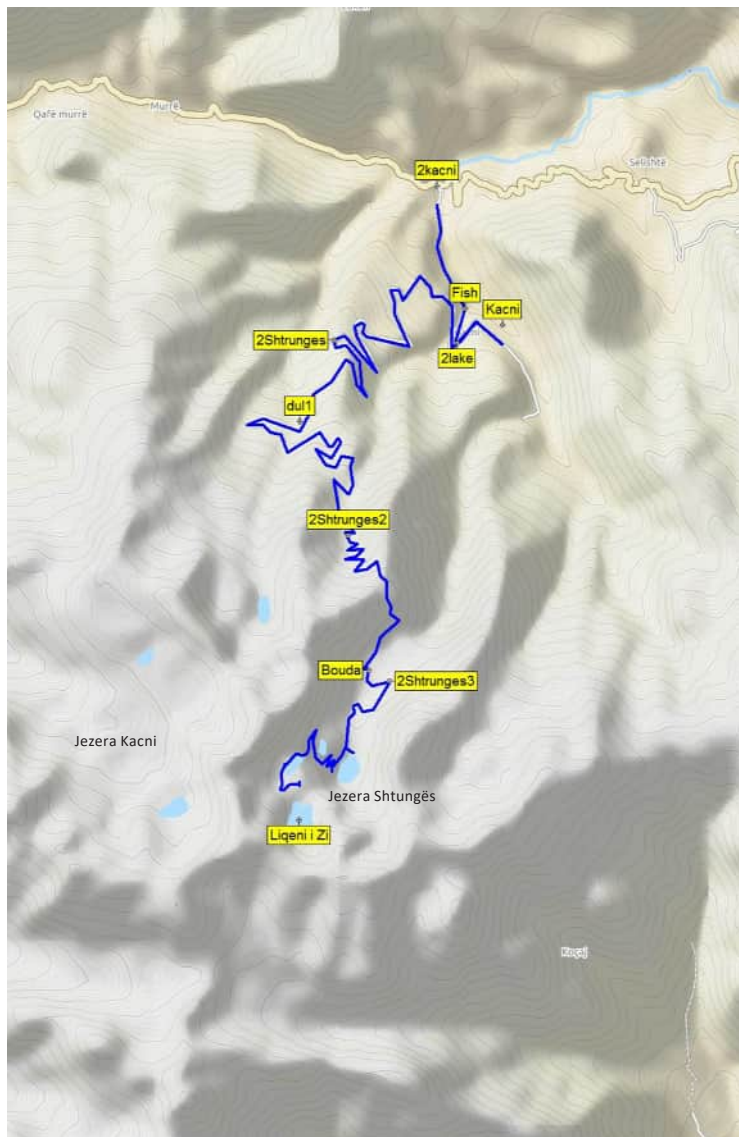 Murrë
Qafë murrë
Selishtë
2kacni
Fish
Kacni
2Shtrunges
2lake
dul1
2Shtrunges2
Bouda
2Shtrunges3
Jezera Kacni
Jezera Shtungës
Liqeni i Zi
Koçaj